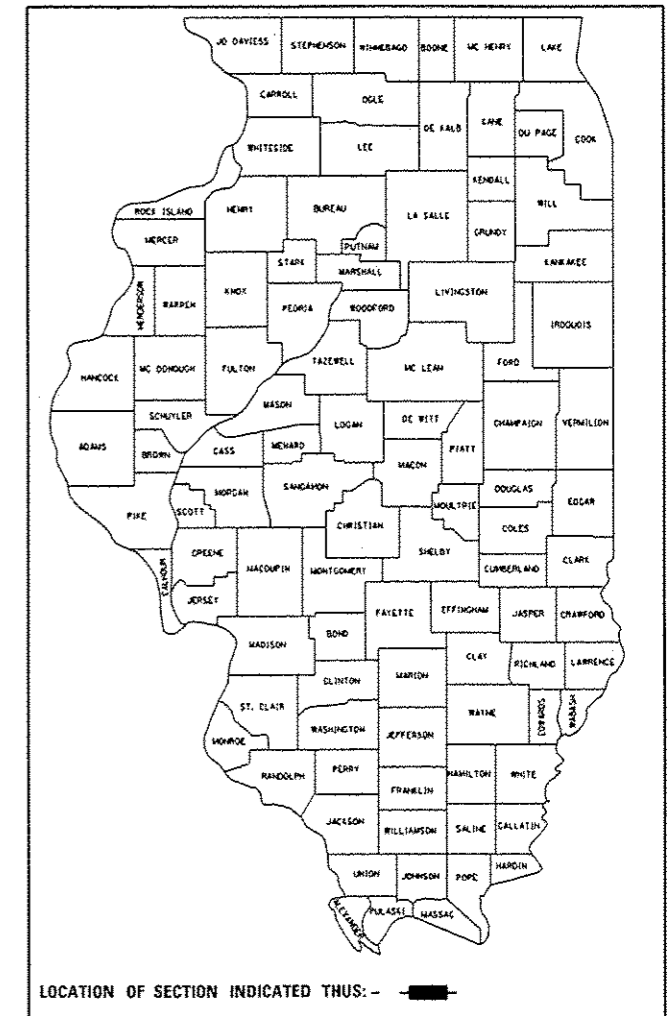 JO DAVIESS STEPHENSON WINNEBAGO BOONE MC HENRY LAKE
CARROLL OGLE DE KALB KANE DU PAGE COOK
WHITESIDE LEE
KENDALL
ROCK ISLAND HENRY BUREAU LA SALLE WILL
MERCER PUTNAM GRUNDY
STARK MARSHALL KANKAKEE
HENDERSON WARREN KNOX PEORIA WOODFORD LIVINGSTON IROQUOIS
HANCOCK MC DONOUGH FULTON TAZEWELL MC LEAN FORD
SCHUYLER MASON LOGAN DE WITT CHAMPAIGN VERMILION
ADAMS BROWN CASS MENARD MACON PIATT
PIKE SCOTT MORGAN SANGAMON CHRISTIAN MOULTRIE DOUGLAS EDGAR
COLES
CALHOUN GREENE MACOUPIN MONTGOMERY SHELBY CUMBERLAND CLARK
JERSEY FAYETTE EFFINGHAM JASPER CRAWFORD
MADISON BOND
CLAY RICHLAND LAWRENCE
CLINTON MARION
ST. CLAIR WAYNE EDWARDS WABASH
MONROE WASHINGTON JEFFERSON
RANDOLPH PERRY HAMILTON WHITE
FRANKLIN
JACKSON WILLIAMSON SALINE GALLATIN
UNION JOHNSON POPE HARDIN
ALEXANDER PULASKI MASSAC
LOCATION OF SECTION INDICATED THUS: -